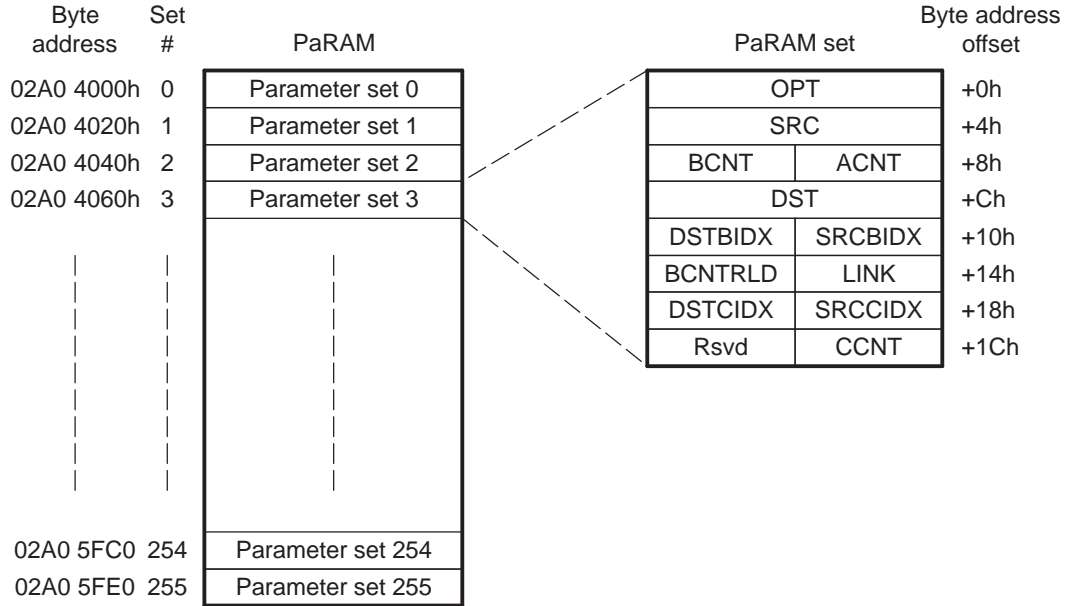 Byte address Set # PaRAM PaRAM set Byte address offset
02A0 4000h 0 Parameter set 0 OPT +0h
02A0 4020h 1 Parameter set 1 SRC +4h
02A0 4040h 2 Parameter set 2 BCNT ACNT +8h
02A0 4060h 3 Parameter set 3 DST +Ch
DSTBIDX SRCBIDX +10h
BCNTRLD LINK +14h
DSTCIDX SRCCIDX +18h
Rsvd CCNT +1Ch
02A0 5FC0 254 Parameter set 254
02A0 5FE0 255 Parameter set 255